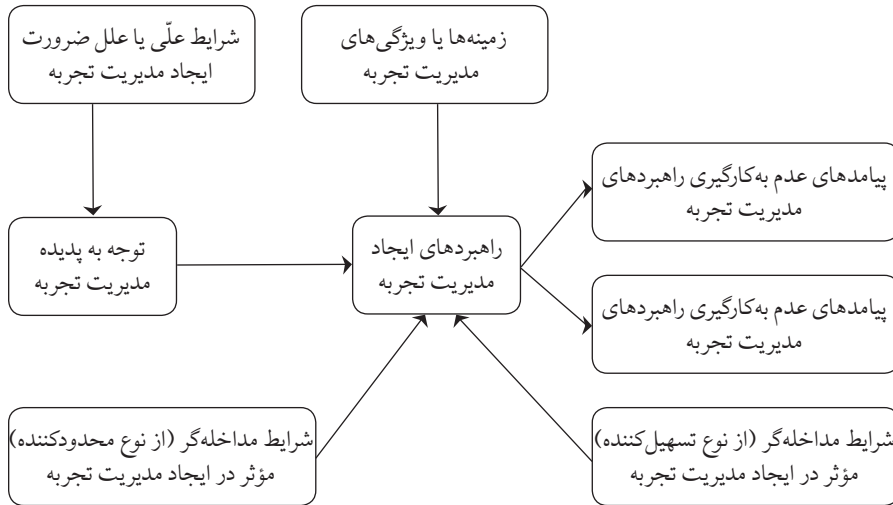 شرایط علّی یا علل ضرورت
ایجاد مدیریت تجربه
زمینه‌ها یا ویژگی‌های
مدیریت تجربه
پیامدهای عدم به‌کارگیری راهبردهای
مدیریت تجربه
توجه به پدیده
مدیریت تجربه
راهبردهای ایجاد
مدیریت تجربه
پیامدهای عدم به‌کارگیری راهبردهای
مدیریت تجربه
شرایط مداخله‌گر (از نوع محدودکننده)
مؤثر در ایجاد مدیریت تجربه
شرایط مداخله‌گر (از نوع تسهیل‌کننده)
مؤثر در ایجاد مدیریت تجربه